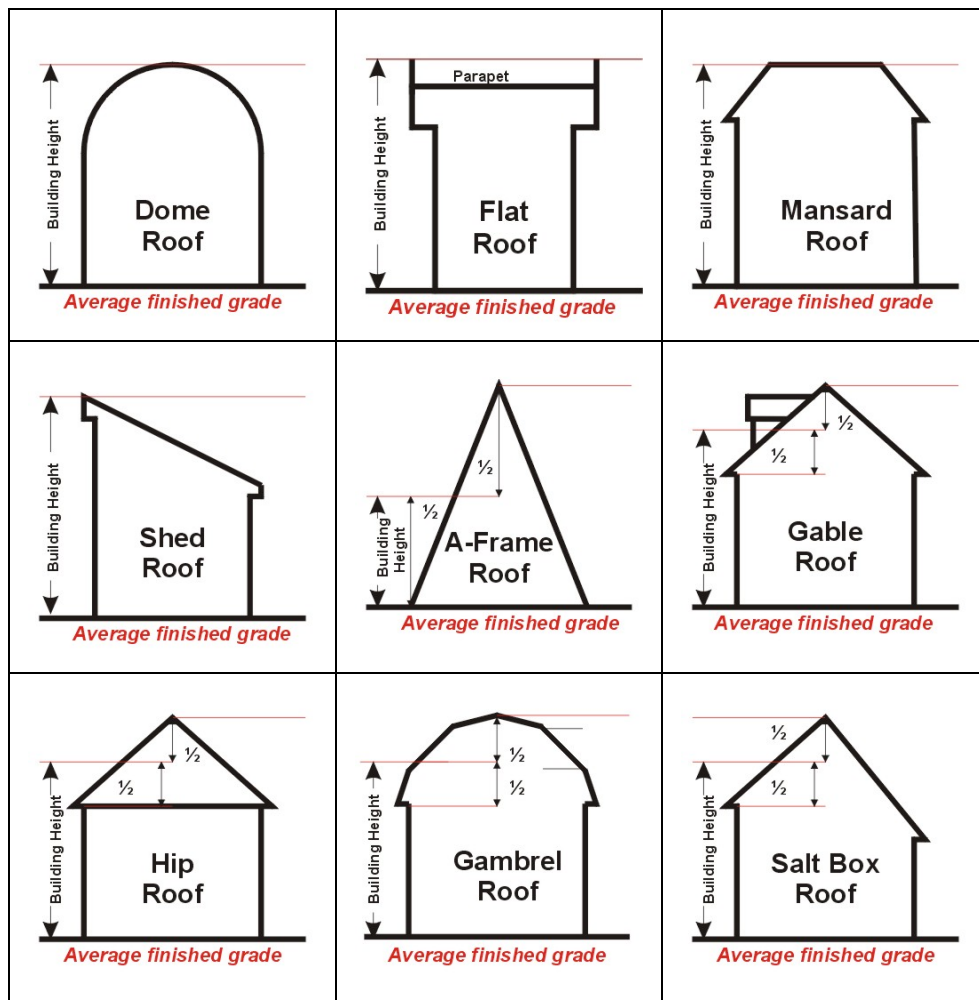 Building Height
Dome
Roof
Average finished grade
Building Height
Parapet
Flat
Roof
Average finished grade
Building Height
Mansard
Roof
Average finished grade
Building Height
Shed
Roof
Average finished grade
½
½
Building
Height
A-Frame
Roof
Average finished grade
½
½
Building Height
Gable
Roof
Average finished grade
½
½
Building Height
Hip
Roof
Average finished grade
½
½
Building Height
Gambrel
Roof
Average finished grade
½
½
Building Height
Salt Box
Roof
Average finished grade